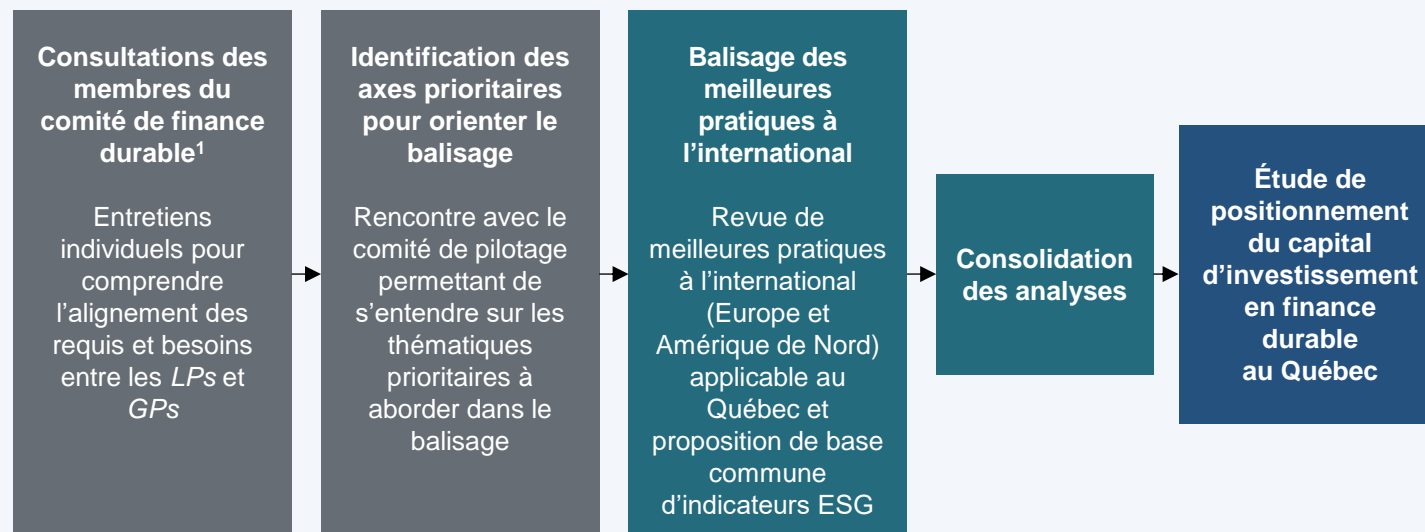 Consultations des
membres du
comité de finance
durable¹
Entretiens
individuels pour
comprendre
l’alignement des
requis et besoins
entre les LPs et
GPs
Identification des
axes prioritaires
pour orienter le
balisage
Rencontre avec le
comité de pilotage
permettant de
s’entendre sur les
thématiques
prioritaires à
aborder dans le
balisage
Balisage des
meilleures
pratiques à
l’international
Revue de
meilleures pratiques
à l’international
(Europe et
Amérique de Nord)
applicable au
Québec et
proposition de base
commune
d’indicateurs ESG
Consolidation
des analyses
Étude de
positionnement
du capital
d’investissement
en finance
durable
au Québec